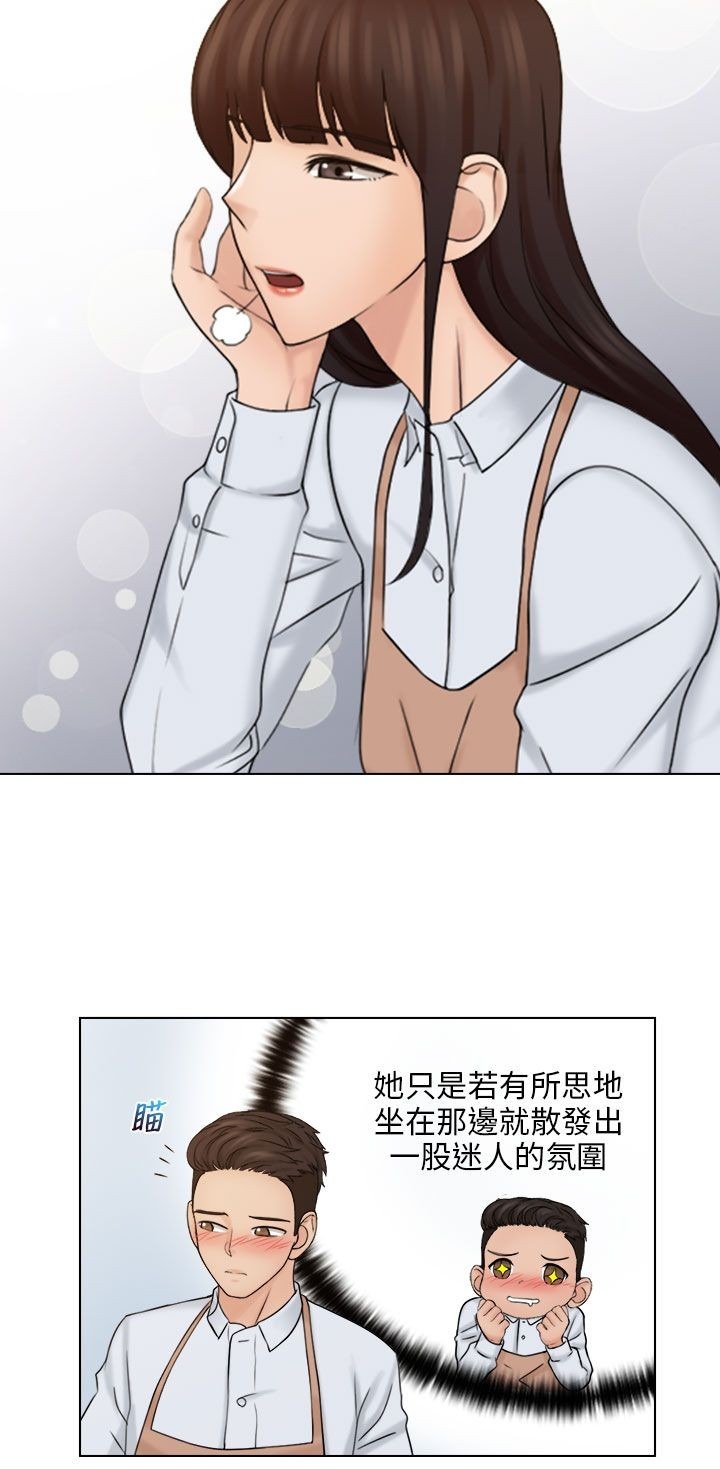 瞄
她只是若有所思地
坐在那邊就散發出
一股迷人的氛圍